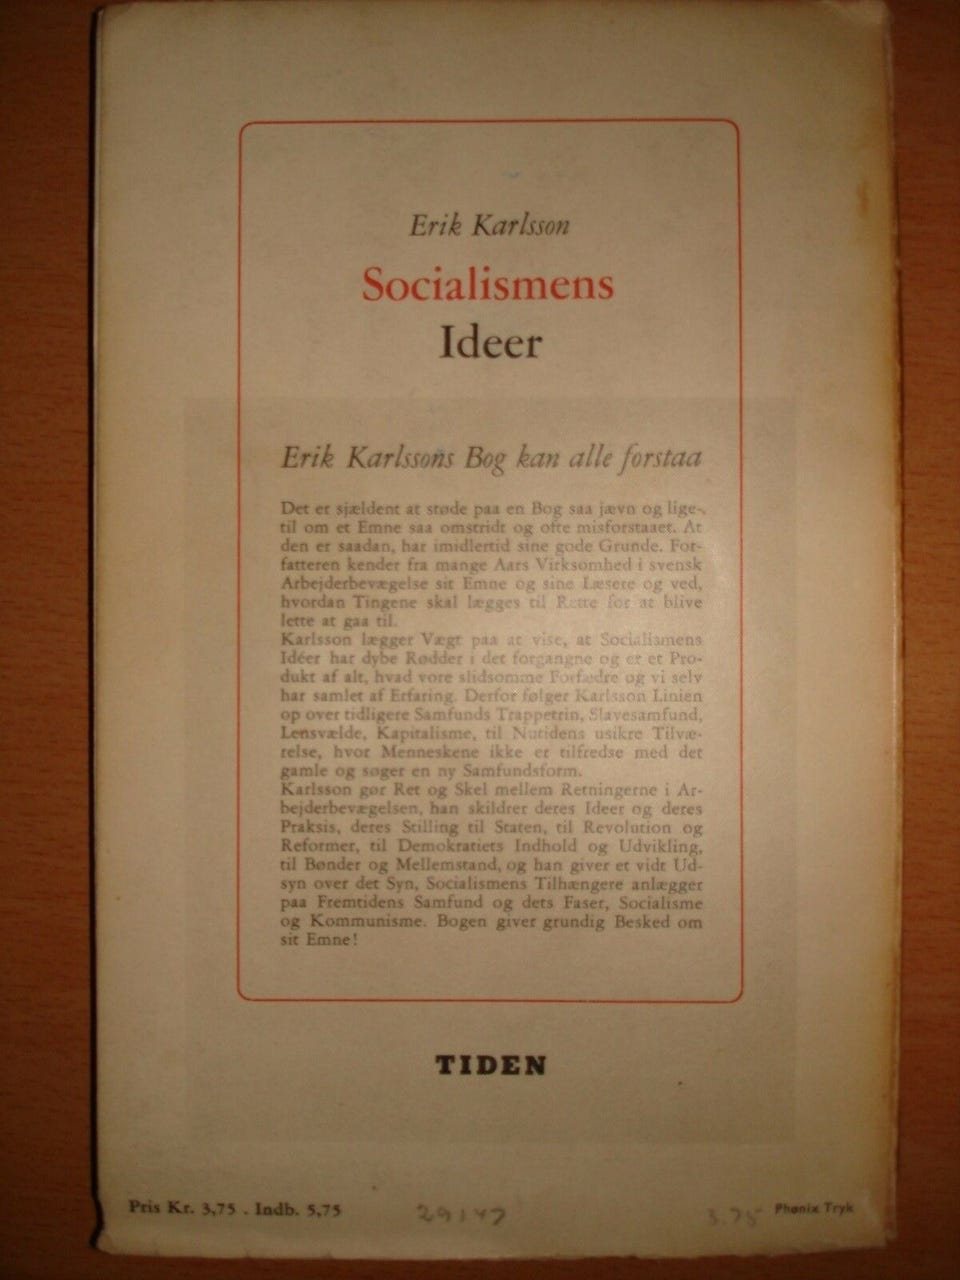 Erik Karlsson
Socialismens
Ideer
Erik Karlssons Bog kan alle forstaa
Det er sjældent at støde paa en Bog saa jævn og lige-
til om et Emne saa omstridt og ofte misforstaaet. At
den er saadan, har imidlertid sine gode Grunde. For-
fatteren kender fra mange Aars Virksomhed i svensk
Arbejderbevægelse sit Emne og sine Læsere og ved,
hvordan Tingene skal lægges til Rette for at blive
lette at gaa til.
Karlsson lægger Vægt paa at vise, at Socialismens
Idéer har dybe Rødder i det forgangne og er et Pro-
dukt af alt, hvad vore slidsomme Forfædre og vi selv
har samlet af Erfaring. Derfor følger Karlsson Linien
op over tidligere Samfunds Trappetrin, Slavesamfund,
Lensvælde, Kapitalisme, til Nutidens usikre Tilvæ-
relse, hvor Menneskene ikke er tilfredse med det
gamle og søger en ny Samfundsform.
Karlsson gør Ret og Skel mellem Retningerne i Ar-
bejderbevægelsen, han skildrer deres Ideer og deres
Praksis, deres Stilling til Staten, til Revolution og
Reformer, til Demokratiets Indhold og Udvikling,
til Bønder og Mellemstand, og han giver et vidt Ud-
syn over det Syn, Socialismens Tilhængere anlægger
paa Fremtidens Samfund og dets Faser, Socialisme
og Kommunisme. Bogen giver grundig Besked om
sit Emne!
TIDEN
Pris Kr. 3,75 . Indb. 5,75
29147
3.75
Phønix Tryk